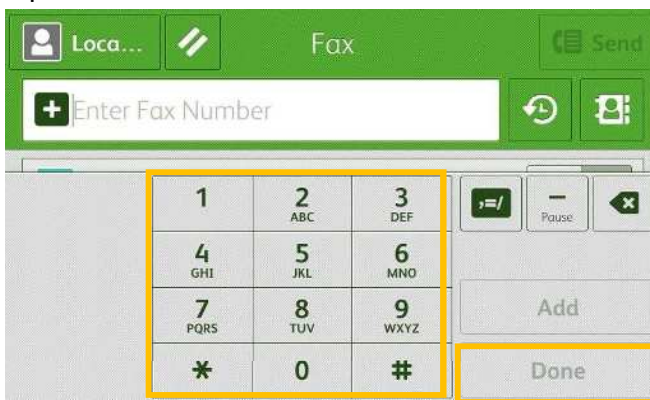 Loca... Fax Send
Enter Fax Number
1 2 3 ,=/ –
ABC DEF Pause
4 5 6
GHI JKL MNO
7 8 9 Add
PQRS TUV WXYZ
* 0 # Done